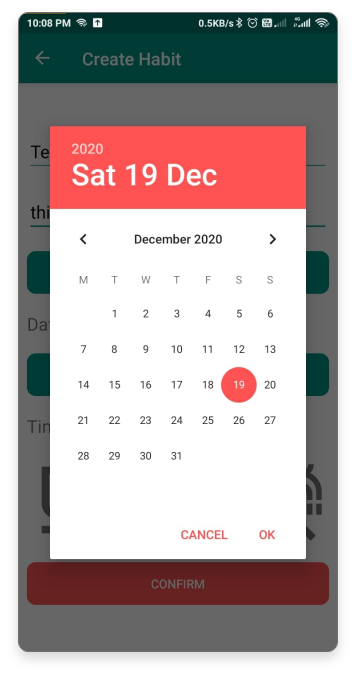 10:08 PM 0.5KB/s 4G
Create Habit
Te
2020
Sat 19 Dec
thi
December 2020
M T W T F S S
1 2 3 4 5 6
7 8 9 10 11 12 13
Da
14 15 16 17 18 19 20
21 22 23 24 25 26 27
Tim
28 29 30 31
CANCEL OK
CONFIRM